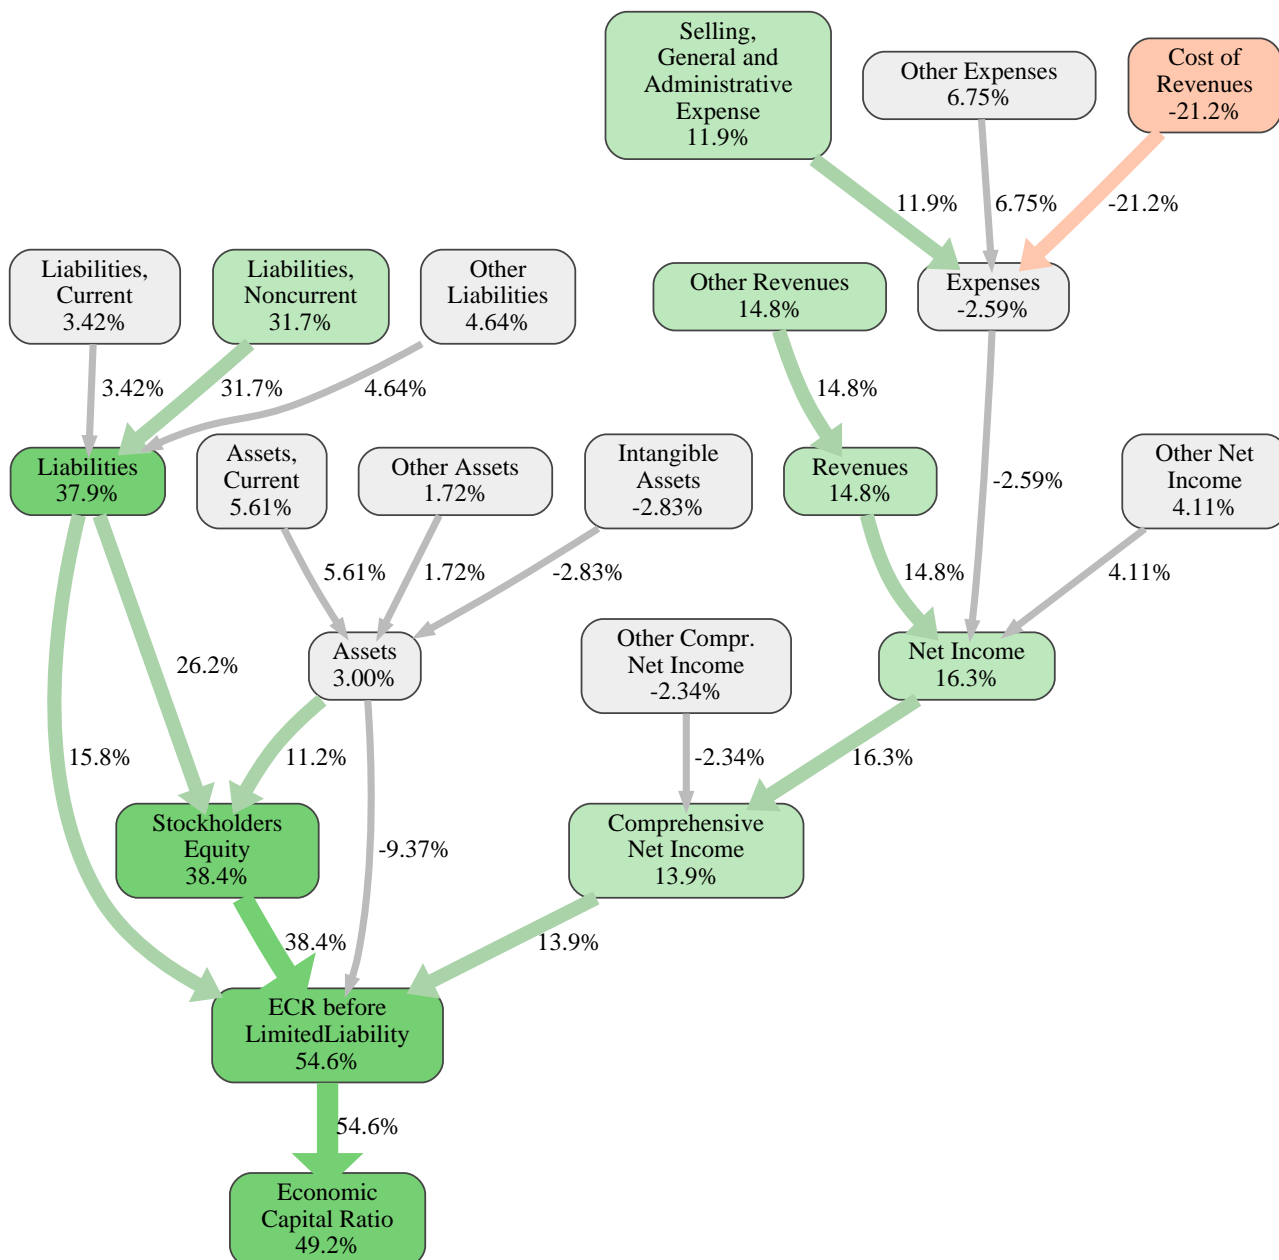 Selling,
General and
Administrative
Expense
11.9%
Other Expenses
6.75%
Cost of
Revenues
-21.2%
11.9%
6.75%
-21.2%
Liabilities,
Current
3.42%
Liabilities,
Noncurrent
31.7%
Other
Liabilities
4.64%
Other Revenues
14.8%
Expenses
-2.59%
3.42%
31.7%
4.64%
14.8%
Liabilities
37.9%
Assets,
Current
5.61%
Other Assets
1.72%
Intangible
Assets
-2.83%
Revenues
14.8%
-2.59%
Other Net
Income
4.11%
5.61%
1.72%
-2.83%
14.8%
4.11%
26.2%
Assets
3.00%
Other Compr.
Net Income
-2.34%
Net Income
16.3%
15.8%
11.2%
-2.34%
16.3%
Stockholders
Equity
38.4%
-9.37%
Comprehensive
Net Income
13.9%
38.4%
13.9%
ECR before
LimitedLiability
54.6%
54.6%
Economic
Capital Ratio
49.2%